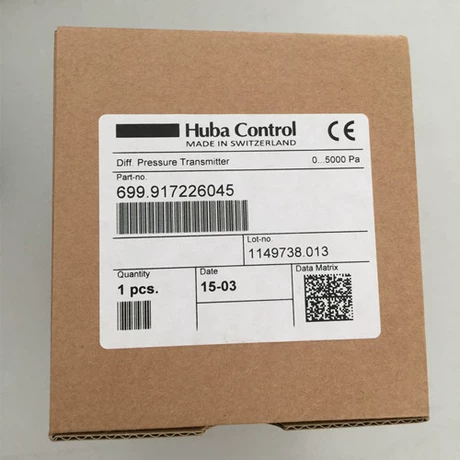 Huba Control
MADE IN SWITZERLAND
CE
Diff. Pressure Transmitter 0...5000 Pa
Part-no.
699.917226045
Lot-no.
1149738.013
Quantity Date Data Matrix
1 pcs. 15-03